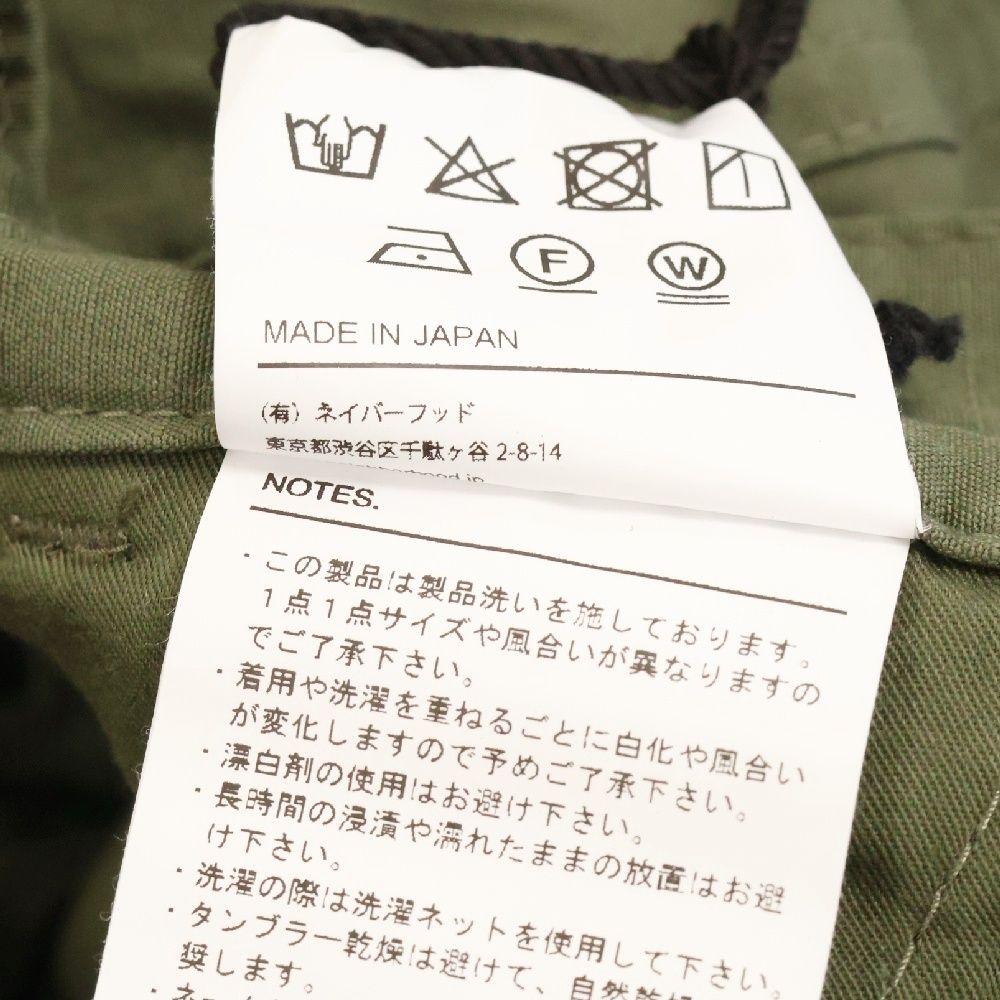 F
W
MADE IN JAPAN
(有) ネイバーフッド
東京都渋谷区千駄ヶ谷 2-8-14
NOTES.
・この製品は製品洗いを施しております。
1点1点サイズや風合いが異なりますの
でご了承下さい。
・着用や洗濯を重ねるごとに白化や風合い
が変化しますので予めご了承下さい。
・漂白剤の使用はお避け下さい。
・長時間の浸漬や濡れたままの放置はお避
け下さい。
・洗濯の際は洗濯ネットを使用して下さい。
・タンブラー乾燥は避けて、自然乾燥
奨します。